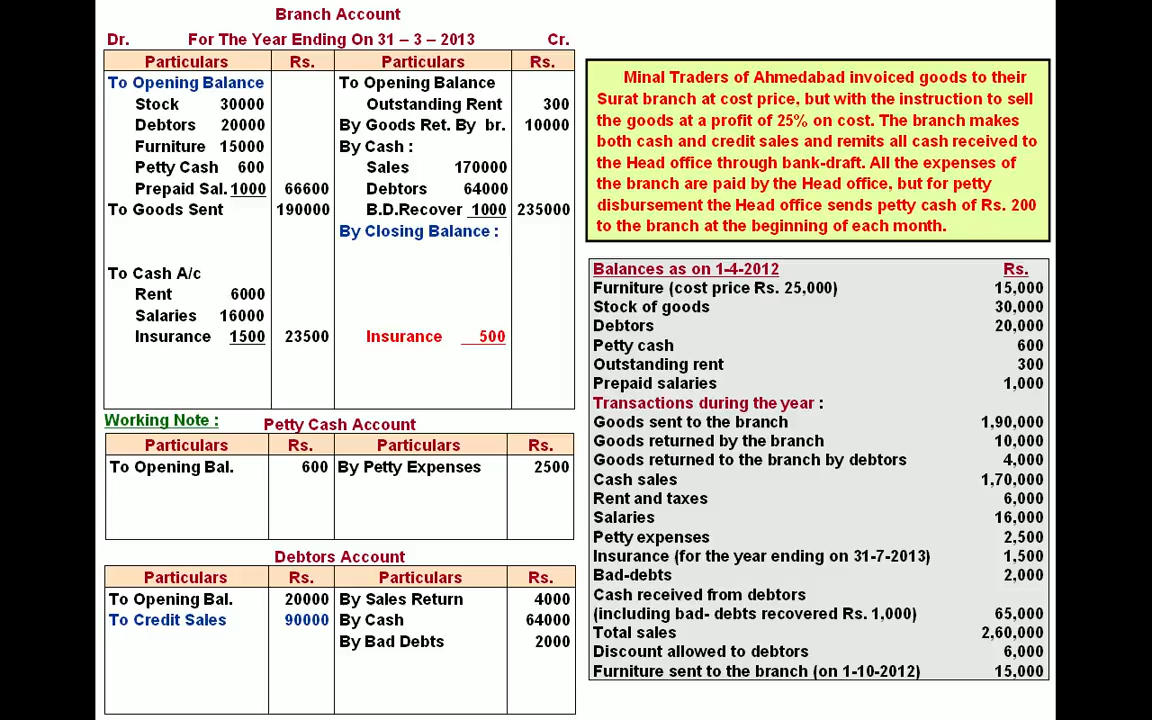 Branch Account
Dr. For The Year Ending On 31 – 3 – 2013 Cr.
Particulars Rs. Particulars Rs.
To Opening Balance To Opening Balance
Stock 30000 Outstanding Rent 300
Debtors 20000 By Goods Ret. By br. 10000
Furniture 15000 By Cash :
Petty Cash 600 Sales 170000
Prepaid Sal. 1000 66600 Debtors 64000
To Goods Sent 190000 B.D.Recover 1000 235000
By Closing Balance :
To Cash A/c
Rent 6000
Salaries 16000
Insurance 1500 23500 Insurance 500
Working Note :
Petty Cash Account
Particulars Rs. Particulars Rs.
To Opening Bal. 600 By Petty Expenses 2500
Debtors Account
Particulars Rs. Particulars Rs.
To Opening Bal. 20000 By Sales Return 4000
To Credit Sales 90000 By Cash 64000
By Bad Debts 2000
Minal Traders of Ahmedabad invoiced goods to their
Surat branch at cost price, but with the instruction to sell
the goods at a profit of 25% on cost. The branch makes
both cash and credit sales and remits all cash received to
the Head office through bank-draft. All the expenses of
the branch are paid by the Head office, but for petty
disbursement the Head office sends petty cash of Rs. 200
to the branch at the beginning of each month.
Balances as on 1-4-2012 Rs.
Furniture (cost price Rs. 25,000) 15,000
Stock of goods 30,000
Debtors 20,000
Petty cash 600
Outstanding rent 300
Prepaid salaries 1,000
Transactions during the year :
Goods sent to the branch 1,90,000
Goods returned by the branch 10,000
Goods returned to the branch by debtors 4,000
Cash sales 1,70,000
Rent and taxes 6,000
Salaries 16,000
Petty expenses 2,500
Insurance (for the year ending on 31-7-2013) 1,500
Bad-debts 2,000
Cash received from debtors
(including bad- debts recovered Rs. 1,000) 65,000
Total sales 2,60,000
Discount allowed to debtors 6,000
Furniture sent to the branch (on 1-10-2012) 15,000